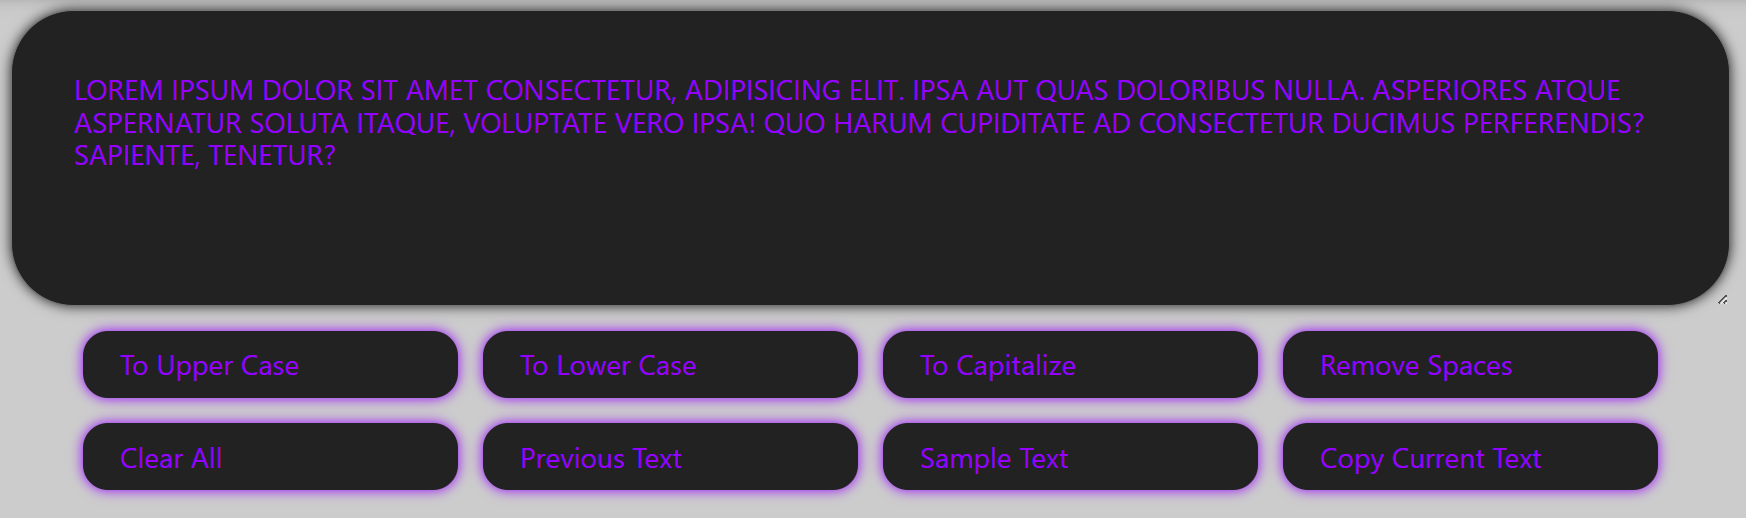 LOREM IPSUM DOLOR SIT AMET CONSECTETUR, ADIPISICING ELIT. IPSA AUT QUAS DOLORIBUS NULLA. ASPERIORES ATQUE
ASPERNATUR SOLUTA ITAQUE, VOLUPTATE VERO IPSA! QUO HARUM CUPIDITATE AD CONSECTETUR DUCIMUS PERFERENDIS?
SAPIENTE, TENETUR?
To Upper Case
To Lower Case
To Capitalize
Remove Spaces
Clear All
Previous Text
Sample Text
Copy Current Text